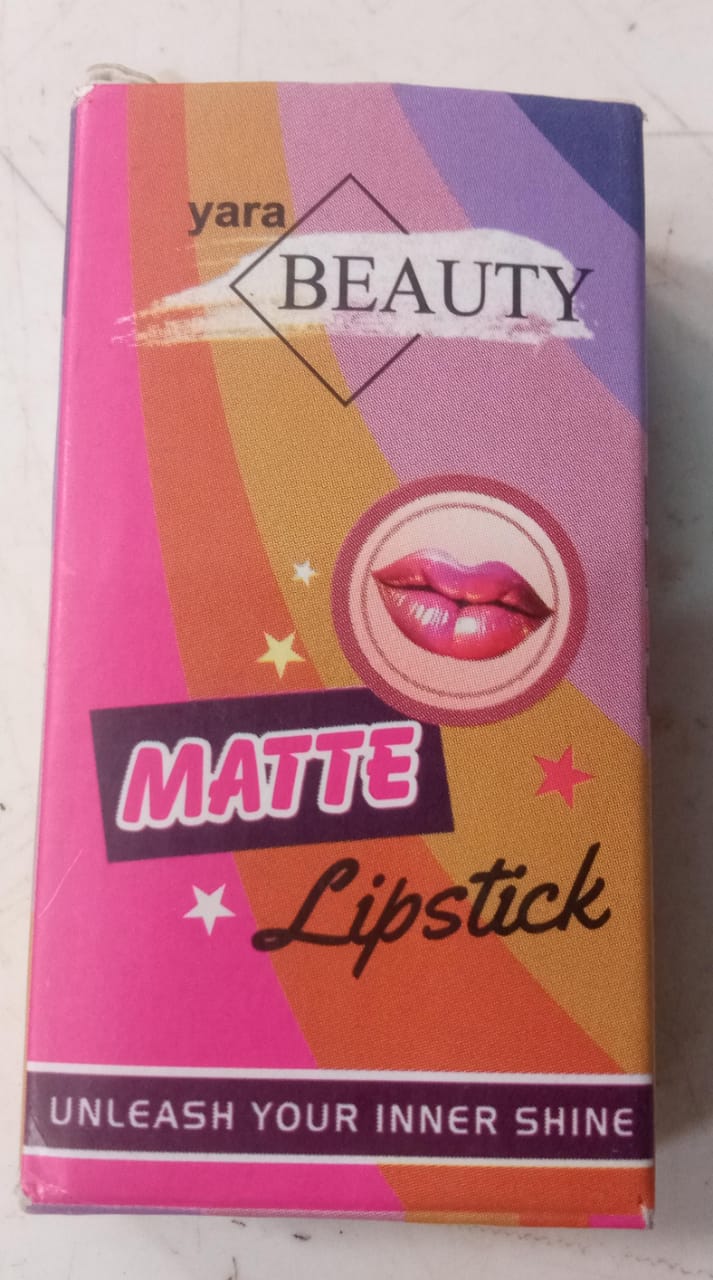 yara
BEAUTY
MATTE
Lipstick
UNLEASH YOUR INNER SHINE